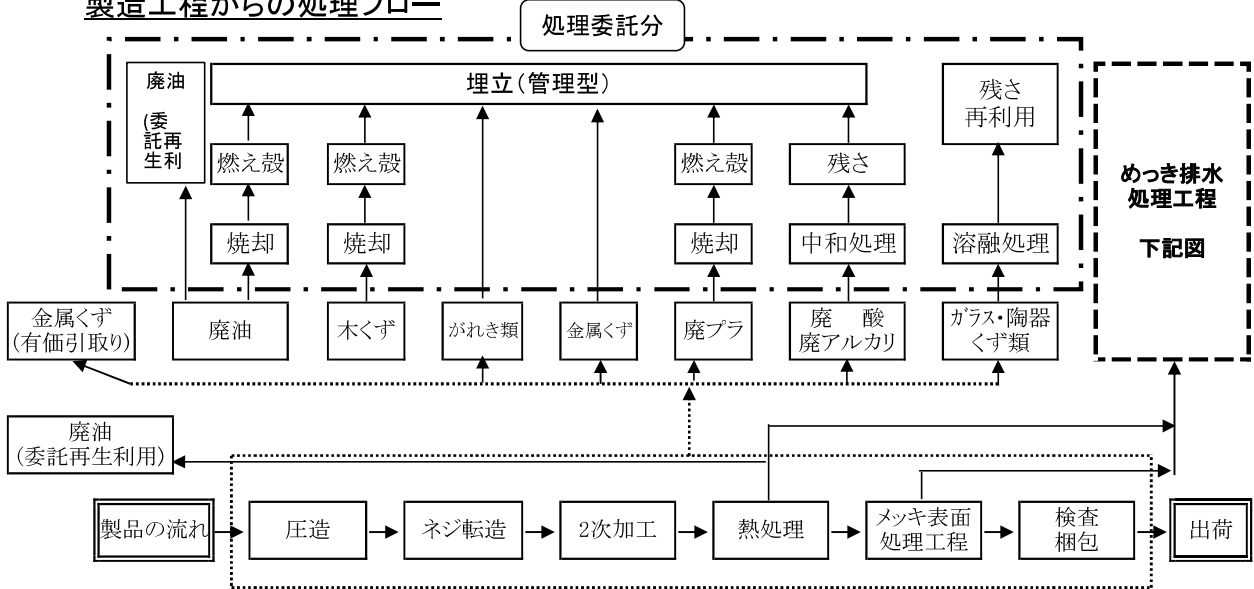 製造工程からの処理フロー
処理委託分
廃油
(委
託再
生利
埋立(管理型)
残さ
再利用
燃え殻
燃え殻
燃え殻
残さ
焼却
焼却
焼却
中和処理
溶融処理
めっき排水
処理工程
下記図
金属くず
(有価引取り)
廃油
木くず
がれき類
金属くず
廃プラ
廃 酸
廃アルカリ
ガラス・陶器
くず類
廃油
(委託再生利用)
製品の流れ
圧造
ネジ転造
2次加工
熱処理
メッキ表面
処理工程
検査
梱包
出荷